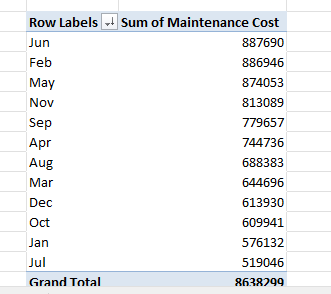 Row Labels Sum of Maintenance Cost
Jun 887690
Feb 886946
May 874053
Nov 813089
Sep 779657
Apr 744736
Aug 688383
Mar 644696
Dec 613930
Oct 609941
Jan 576132
Jul 519046
Grand Total 8638299